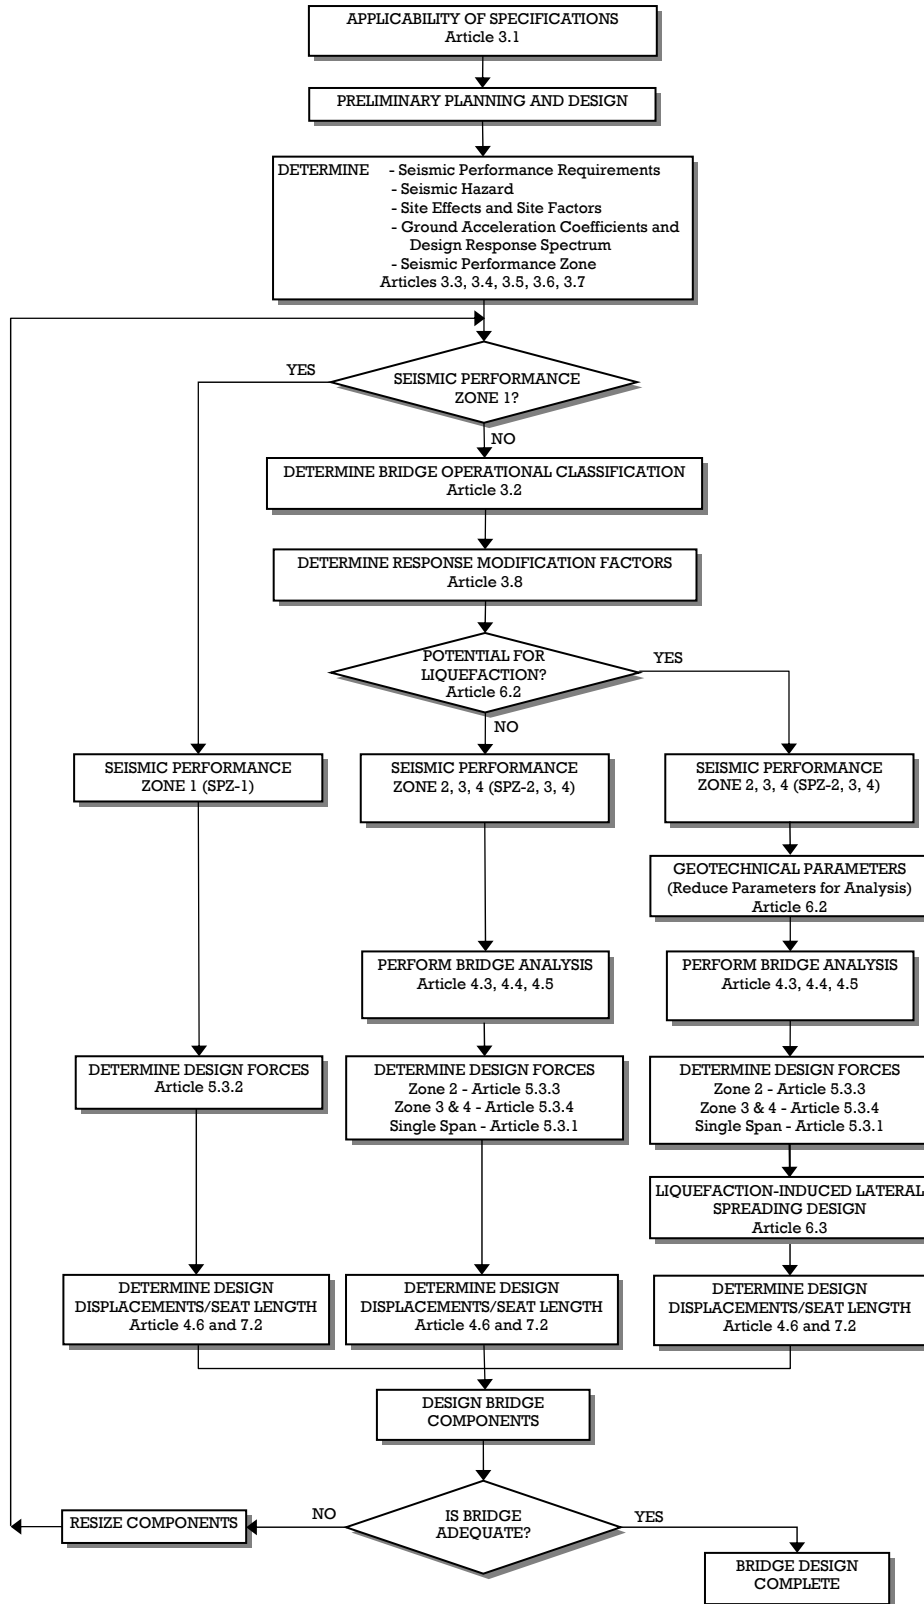 APPLICABILITY OF SPECIFICATIONS
Article 3.1
PRELIMINARY PLANNING AND DESIGN
DETERMINE - Seismic Performance Requirements
- Seismic Hazard
- Site Effects and Site Factors
- Ground Acceleration Coefficients and
Design Response Spectrum
- Seismic Performance Zone
Articles 3.3, 3.4, 3.5, 3.6, 3.7
YES
SEISMIC PERFORMANCE
ZONE 1?
NO
DETERMINE BRIDGE OPERATIONAL CLASSIFICATION
Article 3.2
DETERMINE RESPONSE MODIFICATION FACTORS
Article 3.8
POTENTIAL FOR
LIQUEFACTION?
Article 6.2
YES
NO
SEISMIC PERFORMANCE
ZONE 1 (SPZ-1)
SEISMIC PERFORMANCE
ZONE 2, 3, 4 (SPZ-2, 3, 4)
SEISMIC PERFORMANCE
ZONE 2, 3, 4 (SPZ-2, 3, 4)
GEOTECHNICAL PARAMETERS
(Reduce Parameters for Analysis)
Article 6.2
PERFORM BRIDGE ANALYSIS
Article 4.3, 4.4, 4.5
PERFORM BRIDGE ANALYSIS
Article 4.3, 4.4, 4.5
DETERMINE DESIGN FORCES
Article 5.3.2
DETERMINE DESIGN FORCES
Zone 2 - Article 5.3.3
Zone 3 & 4 - Article 5.3.4
Single Span - Article 5.3.1
DETERMINE DESIGN FORCES
Zone 2 - Article 5.3.3
Zone 3 & 4 - Article 5.3.4
Single Span - Article 5.3.1
LIQUEFACTION-INDUCED LATERAL
SPREADING DESIGN
Article 6.3
DETERMINE DESIGN
DISPLACEMENTS/SEAT LENGTH
Article 4.6 and 7.2
DETERMINE DESIGN
DISPLACEMENTS/SEAT LENGTH
Article 4.6 and 7.2
DETERMINE DESIGN
DISPLACEMENTS/SEAT LENGTH
Article 4.6 and 7.2
DESIGN BRIDGE
COMPONENTS
RESIZE COMPONENTS
NO
IS BRIDGE
ADEQUATE?
YES
BRIDGE DESIGN
COMPLETE